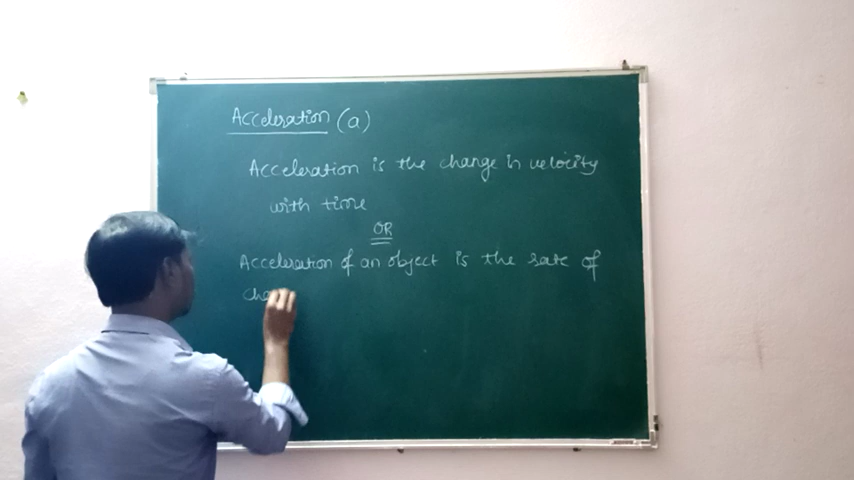 Acceleration (a)
Acceleration is the change in velocity
with time
OR
Acceleration of an object is the rate of